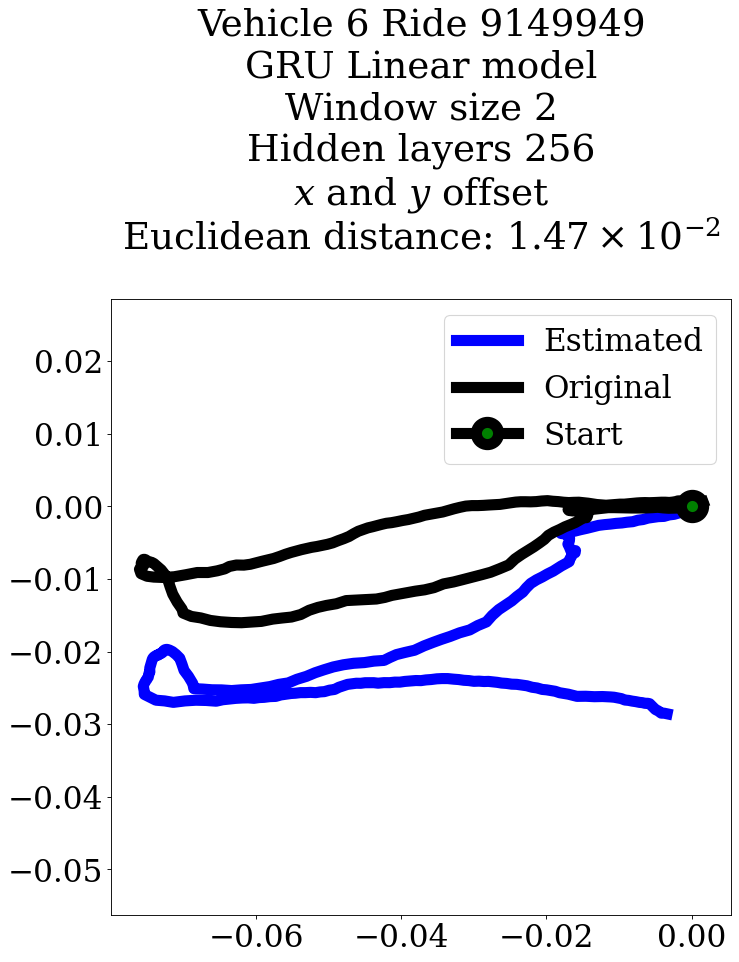 Vehicle 6 Ride 9149949
GRU Linear model
Window size 2
Hidden layers 256
x and y offset
Euclidean distance: 1.47 × 10⁻²
Estimated
Original
Start
0.02
0.01
0.00
−0.01
−0.02
−0.03
−0.04
−0.05
−0.06 −0.04 −0.02 0.00